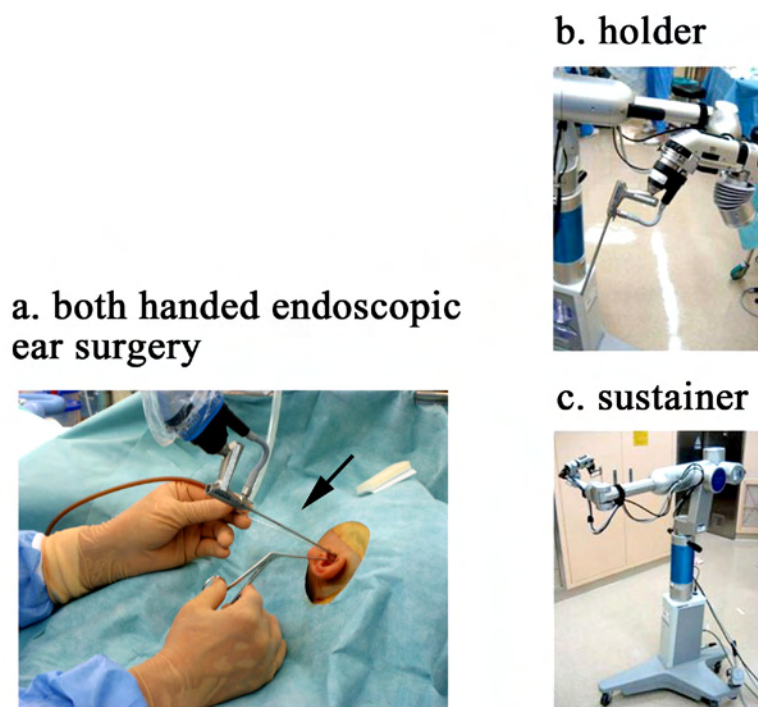 b. holder
a. both handed endoscopic
ear surgery
c. sustainer